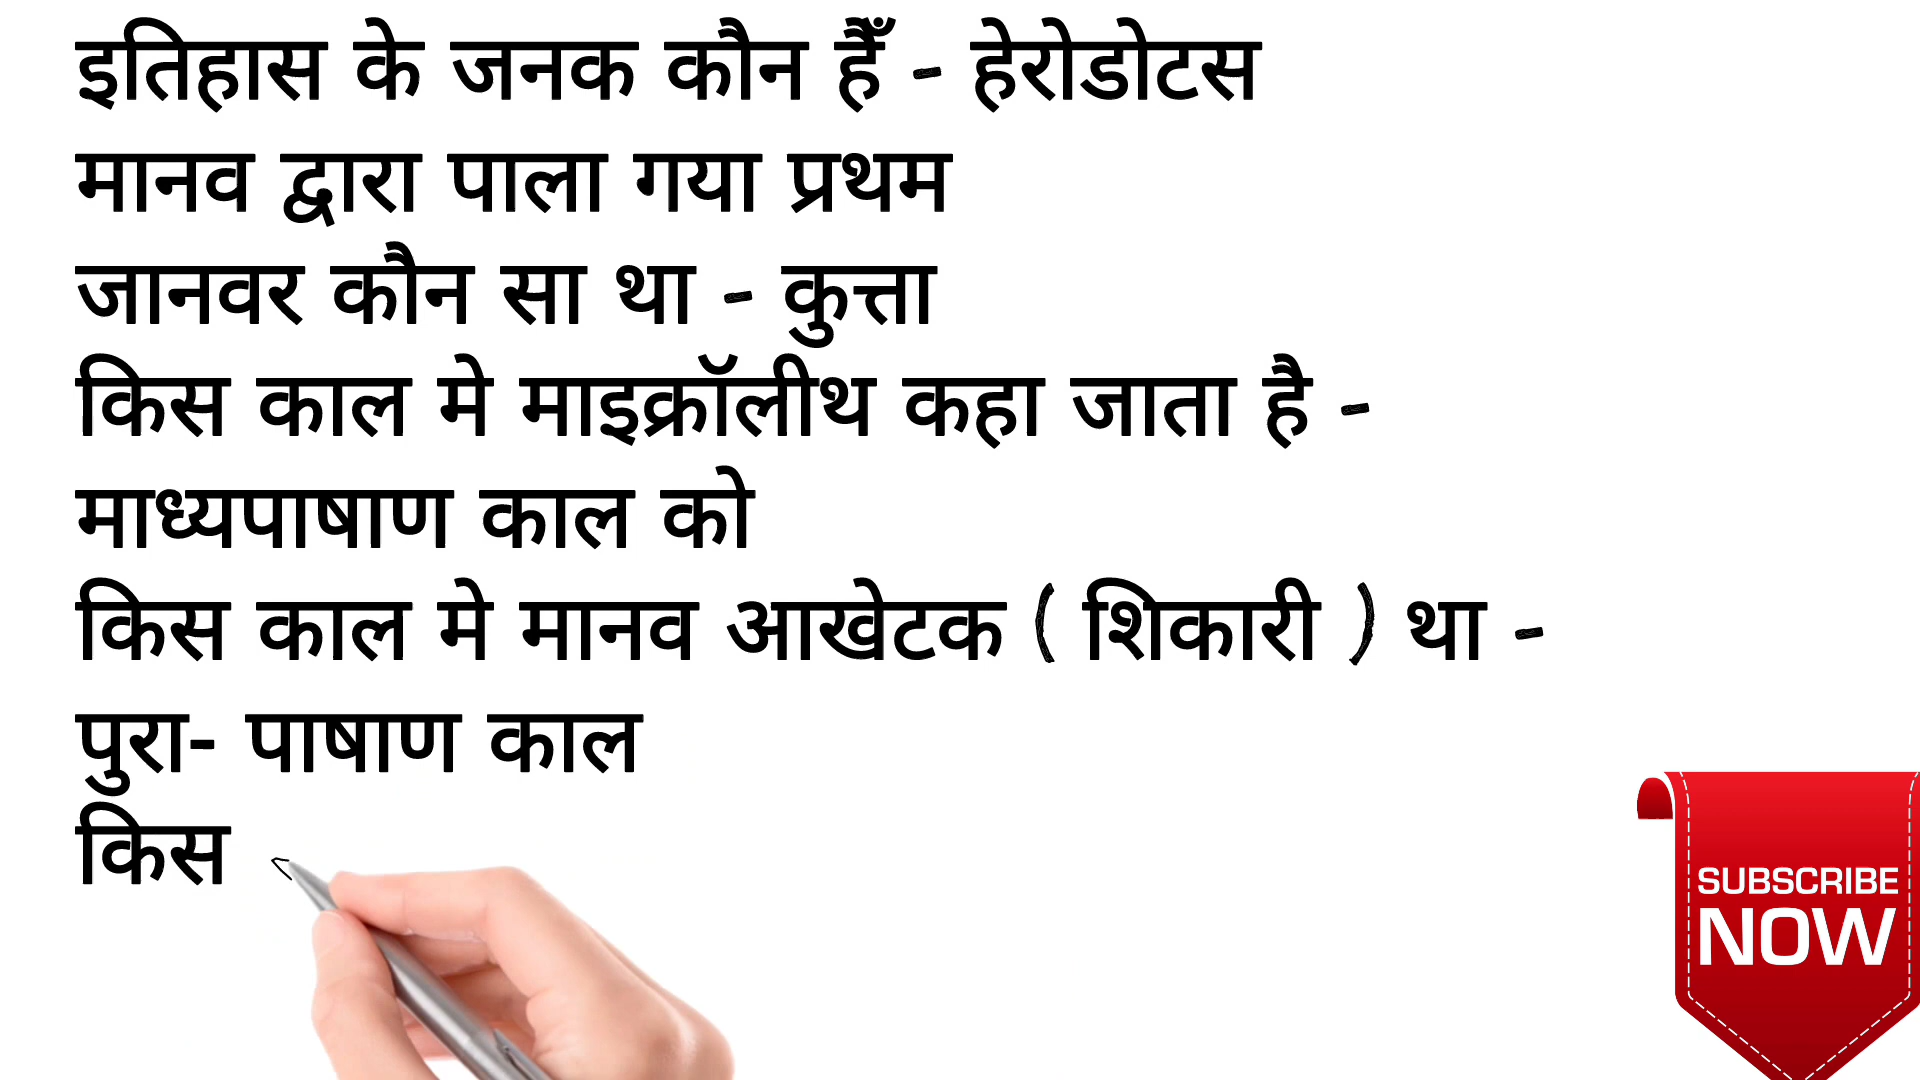 इतिहास के जनक कौन हैँ - हेरोडोटस
मानव द्वारा पाला गया प्रथम
जानवर कौन सा था - कुत्ता
किस काल मे माइक्रॉलीथ कहा जाता है -
माध्यपाषाण काल को
किस काल मे मानव आखेटक ( शिकारी ) था -
पुरा- पाषाण काल
किस
SUBSCRIBE
NOW